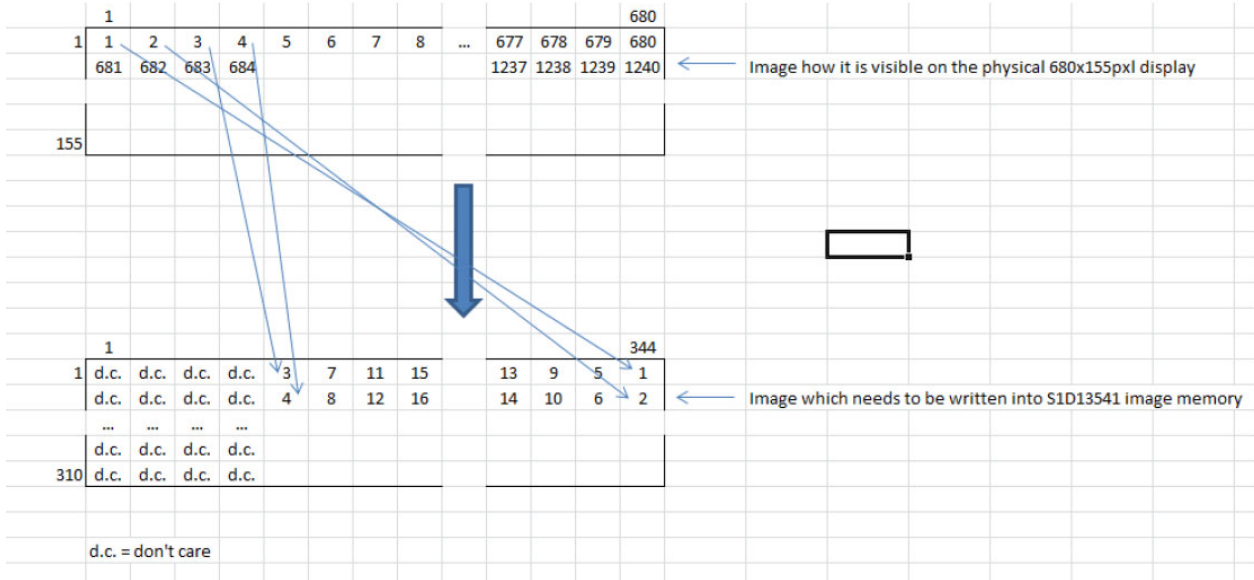 1 680
1 1 2 3 4 5 6 7 8 ... 677 678 679 680
681 682 683 684 1237 1238 1239 1240 Image how it is visible on the physical 680x155pxl display
155
1 344
1 d.c. d.c. d.c. d.c. 3 7 11 15 13 9 5 1
d.c. d.c. d.c. d.c. 4 8 12 16 14 10 6 2 Image which needs to be written into S1D13541 image memory
... ... ... ...
d.c. d.c. d.c. d.c.
310 d.c. d.c. d.c. d.c.
d.c. = don't care